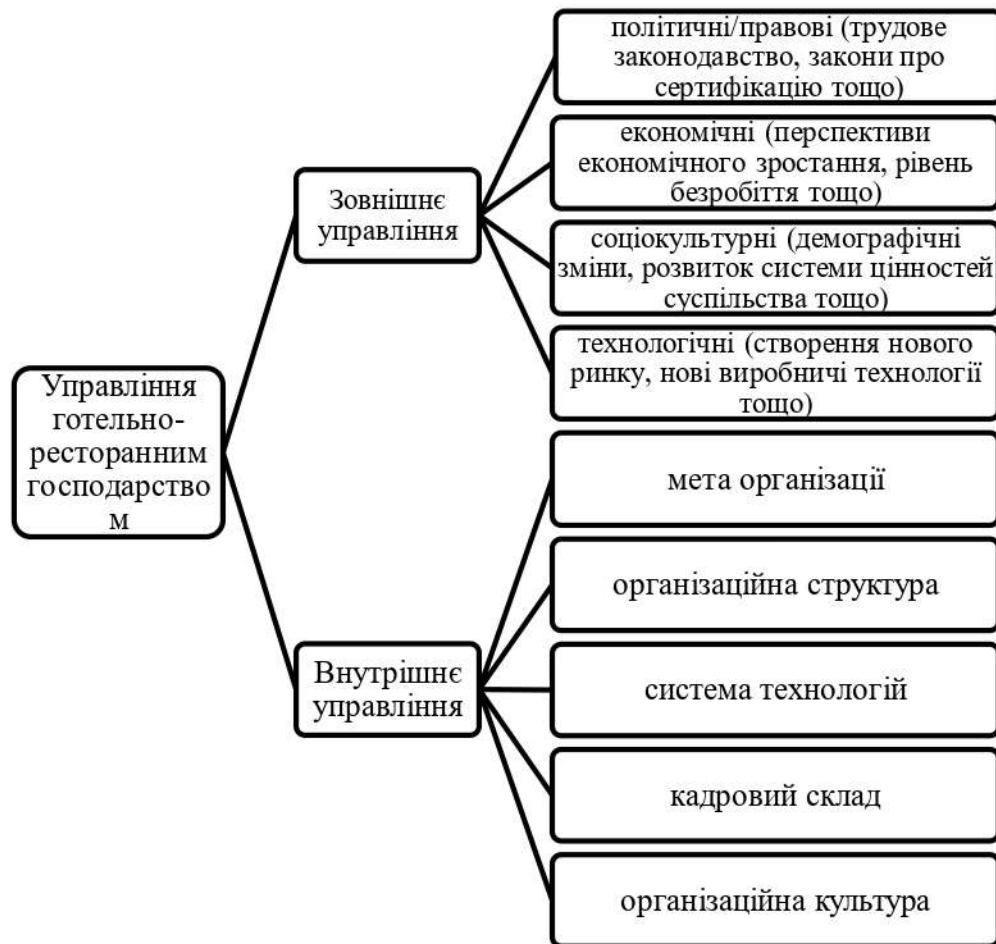 політичні/правові (трудове
законодавство, закони про
сертифікацію тощо)
економічні (перспективи
економічного зростання, рівень
безробіття тощо)
Зовнішнє
управління
соціокультурні (демографічні
зміни, розвиток системи цінностей
суспільства тощо)
технологічні (створення нового
ринку, нові виробничі технології
тощо)
Управління
готельно-
ресторанним
господарство
м
мета організації
організаційна структура
Внутрішнє
управління
система технологій
кадровий склад
організаційна культура